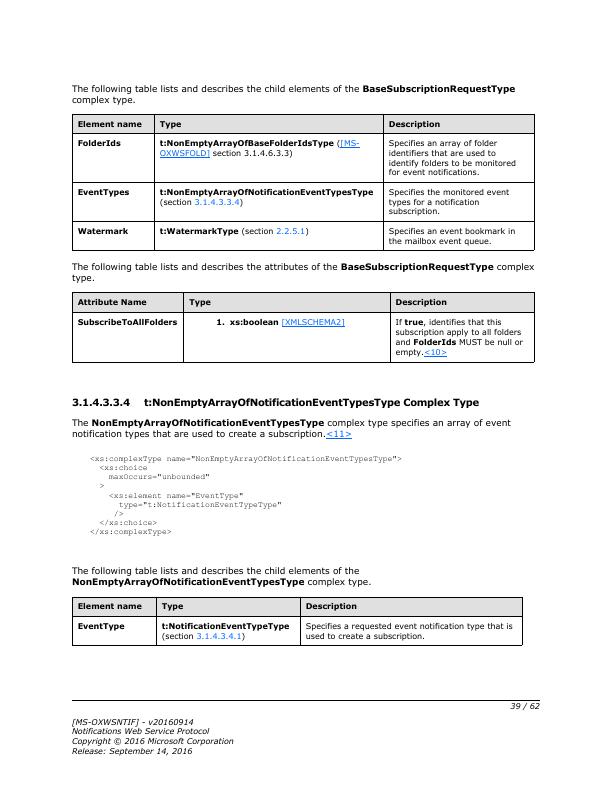 The following table lists and describes the child elements of the BaseSubscriptionRequestType
complex type.
Element name Type Description
FolderIds t:NonEmptyArrayOfBaseFolderIdsType ([MS-
OXWSFOLD] section 3.1.4.6.3.3)
Specifies an array of folder
identifiers that are used to
identify folders to be monitored
for event notifications.
EventTypes t:NonEmptyArrayOfNotificationEventTypesType
(section 3.1.4.3.3.4)
Specifies the monitored event
types for a notification
subscription.
Watermark t:WatermarkType (section 2.2.5.1)
Specifies an event bookmark in
the mailbox event queue.
The following table lists and describes the attributes of the BaseSubscriptionRequestType complex
type.
Attribute Name Type Description
SubscribeToAllFolders 1. xs:boolean [XMLSCHEMA2]
If true, identifies that this
subscription apply to all folders
and FolderIds MUST be null or
empty.<10>
3.1.4.3.3.4 t:NonEmptyArrayOfNotificationEventTypesType Complex Type
The NonEmptyArrayOfNotificationEventTypesType complex type specifies an array of event
notification types that are used to create a subscription.<11>
<xs:complexType name="NonEmptyArrayOfNotificationEventTypesType">
<xs:choice
maxOccurs="unbounded"
>
<xs:element name="EventType"
type="t:NotificationEventTypeType"
/>
</xs:choice>
</xs:complexType>
The following table lists and describes the child elements of the
NonEmptyArrayOfNotificationEventTypesType complex type.
Element name Type Description
EventType t:NotificationEventTypeType
(section 3.1.4.3.4.1)
Specifies a requested event notification type that is
used to create a subscription.
39 / 62
[MS-OXWSNTIF] - v20160914
Notifications Web Service Protocol
Copyright © 2016 Microsoft Corporation
Release: September 14, 2016